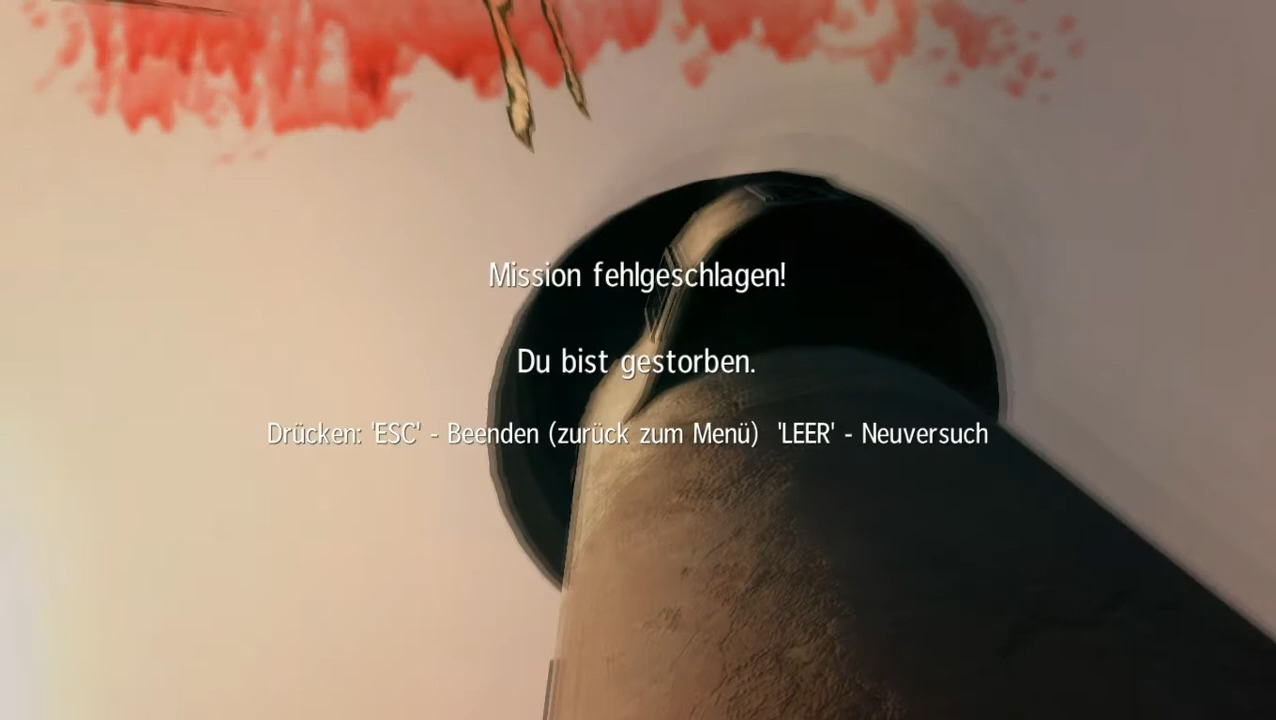 Mission fehlgeschlagen!
Du bist gestorben.
Drücken: 'ESC' - Beenden (zurück zum Menü)  'LEER' - Neuversuch